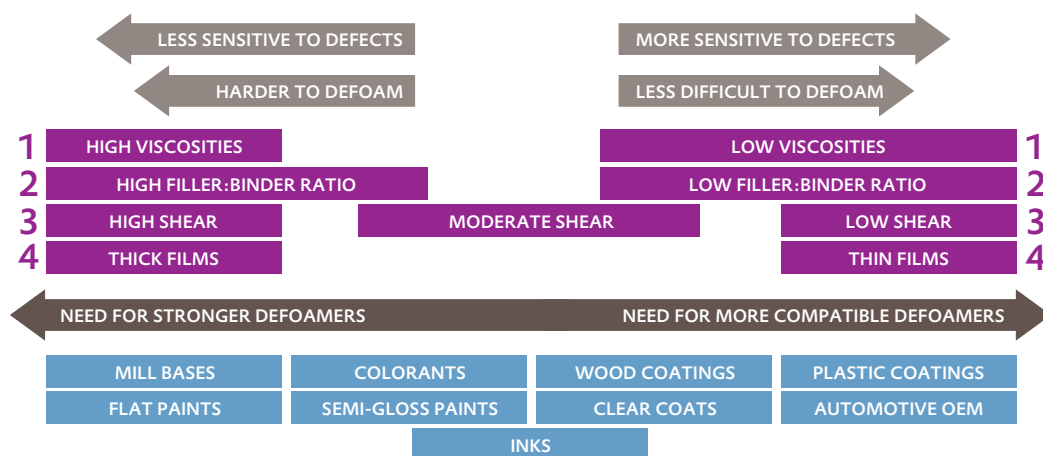 LESS SENSITIVE TO DEFECTS
MORE SENSITIVE TO DEFECTS
HARDER TO DEFOAM
LESS DIFFICULT TO DEFOAM
1 HIGH VISCOSITIES LOW VISCOSITIES 1
2 HIGH FILLER:BINDER RATIO LOW FILLER:BINDER RATIO 2
3 HIGH SHEAR MODERATE SHEAR LOW SHEAR 3
4 THICK FILMS THIN FILMS 4
NEED FOR STRONGER DEFOAMERS NEED FOR MORE COMPATIBLE DEFOAMERS
MILL BASES COLORANTS WOOD COATINGS PLASTIC COATINGS
FLAT PAINTS SEMI-GLOSS PAINTS CLEAR COATS AUTOMOTIVE OEM
INKS